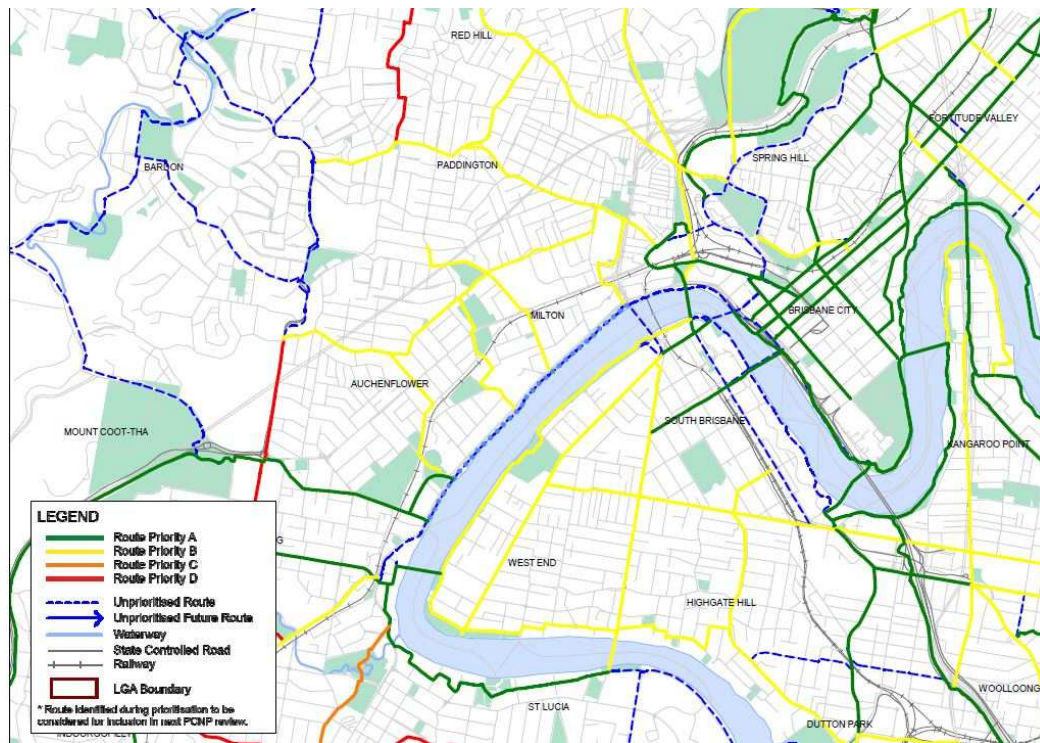 RED HILL
FORTITUDE VALLEY
SPRING HILL
PADDINGTON
BARDON
BRISBANE CITY
MILTON
AUCHENFLOWER
SOUTH BRISBANE
MOUNT COOT-THA
KANGAROO POINT
LEGEND
Route Priority A
Route Priority B
Route Priority C
Route Priority D
Unprioritised Route
Unprioritised Future Route
Waterway
State Controlled Road
Railway
LGA Boundary
* Route identified during prioritisation to be
considered for inclusion in next PCNP review.
G
WEST END
HIGHGATE HILL
WOOLLOONG
ST LUCIA
DUTTON PARK